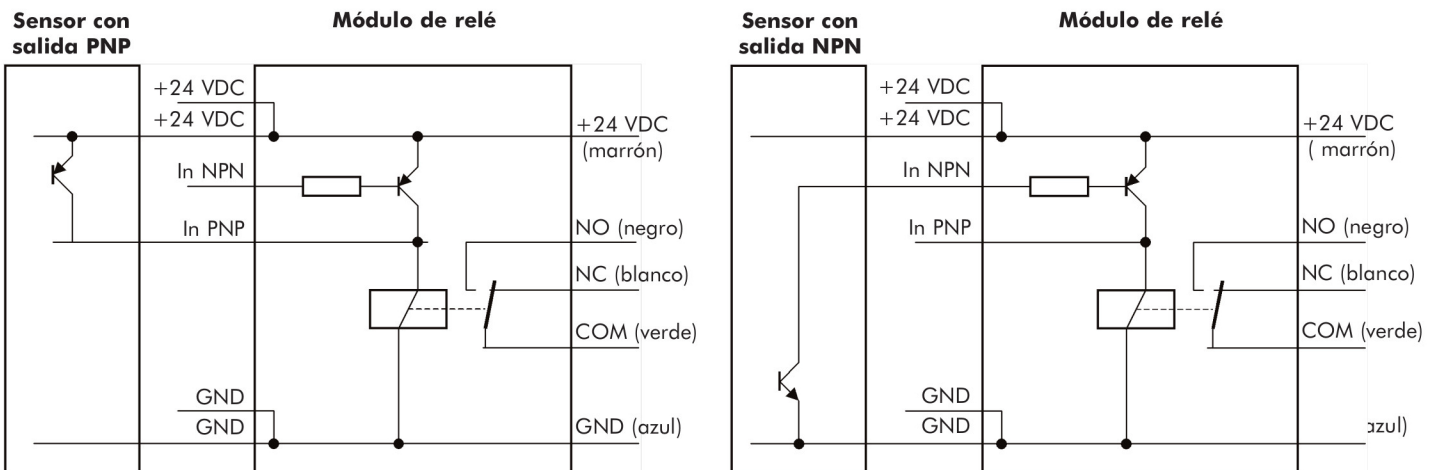 Sensor con
salida PNP
Módulo de relé
+24 VDC
+24 VDC
In NPN
In PNP
GND
GND
+24 VDC
(marrón)
NO (negro)
NC (blanco)
COM (verde)
GND (azul)
Sensor con
salida NPN
Módulo de relé
+24 VDC
+24 VDC
In NPN
In PNP
GND
GND
+24 VDC
( marrón)
NO (negro)
NC (blanco)
COM (verde)
azul)